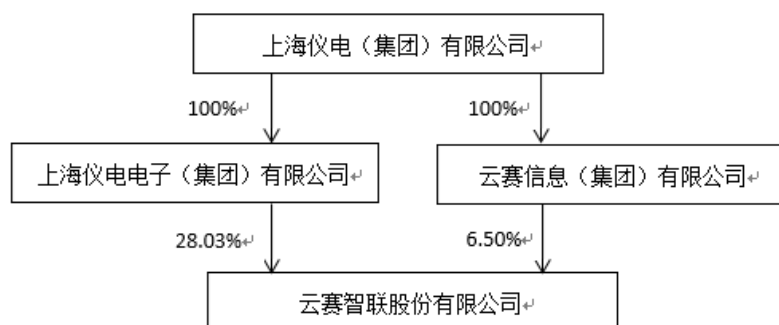 上海仪电（集团）有限公司
100%
100%
上海仪电电子（集团）有限公司
云赛信息（集团）有限公司
28.03%
6.50%
云赛智联股份有限公司